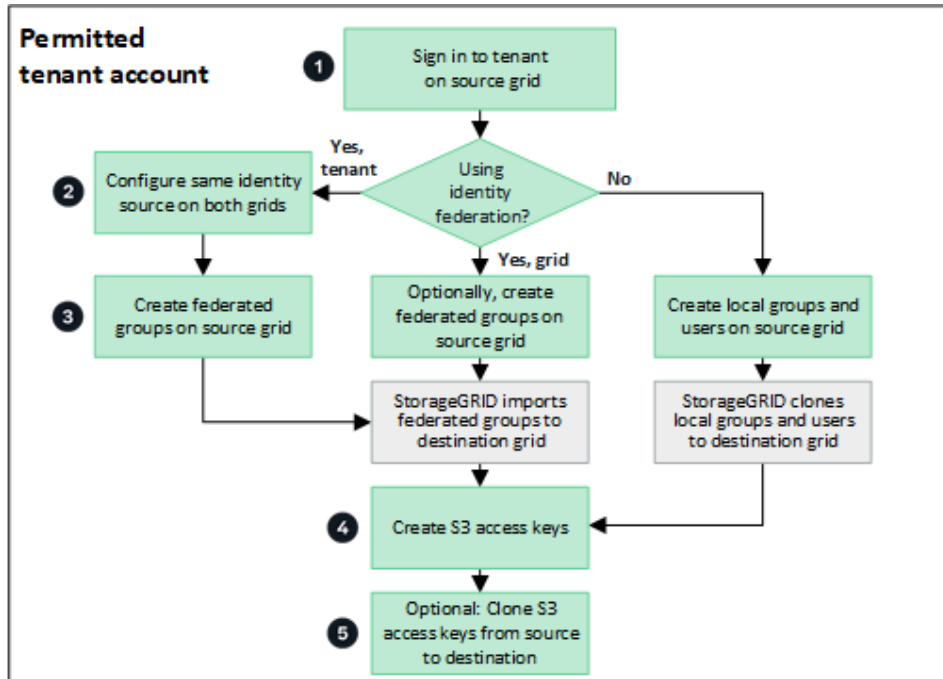 Permitted
tenant account
1
Sign in to tenant
on source grid
Yes,
tenant
Using
identity
federation?
No
2
Configure same identity
source on both grids
Yes, grid
3
Create federated
groups on source grid
Optionally, create
federated groups on
source grid
Create local groups and
users on source grid
StorageGRID imports
federated groups to
destination grid
StorageGRID clones
local groups and users
to destination grid
4
Create S3 access keys
5
Optional: Clone S3
access keys from source
to destination